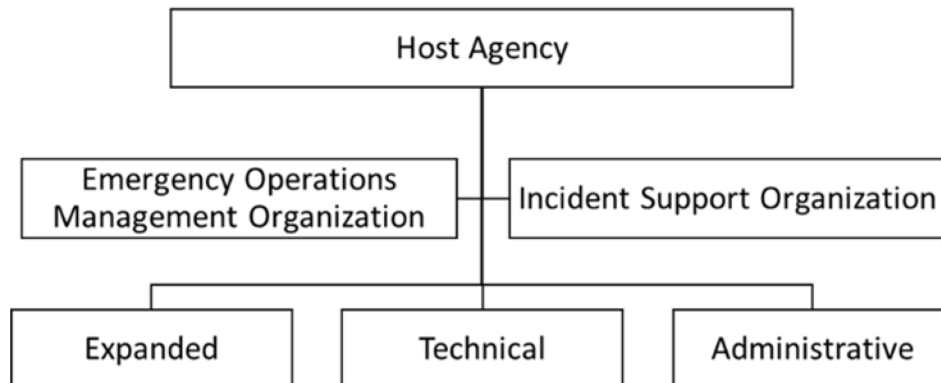 Host Agency
Emergency Operations
Management Organization
Incident Support Organization
Expanded
Technical
Administrative